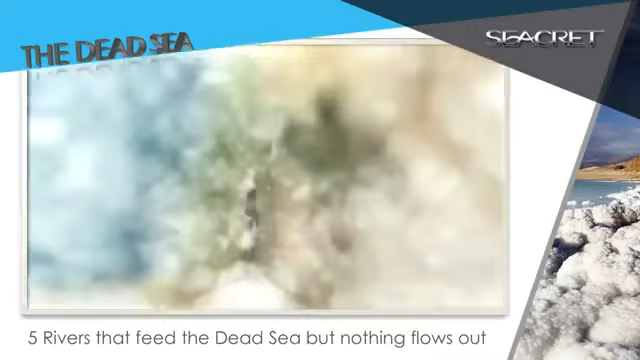 THE DEAD SEA
SEACRET
5 Rivers that feed the Dead Sea but nothing flows out